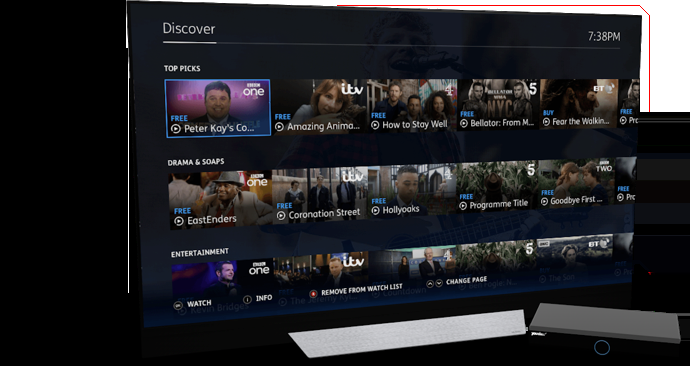 Discover
7:38PM
TOP PICKS
BBC one
itv
4
5
BT
FREE
Peter Kay's Co...
FREE
Amazing Anima...
FREE
How to Stay Well
FREE
Bellator: From M...
BUY
Fear the Walkin...
FREE
DRAMA & SOAPS
BBC one
itv
4
5
BBC TWO
FREE
EastEnders
FREE
Coronation Street
FREE
Hollyoaks
FREE
Programme Title
FREE
Goodbye First ...
FREE
ENTERTAINMENT
BBC one
itv
5
BT
WATCH
INFO
REMOVE FROM WATCH LIST
CHANGE PAGE
Kevin Bridges